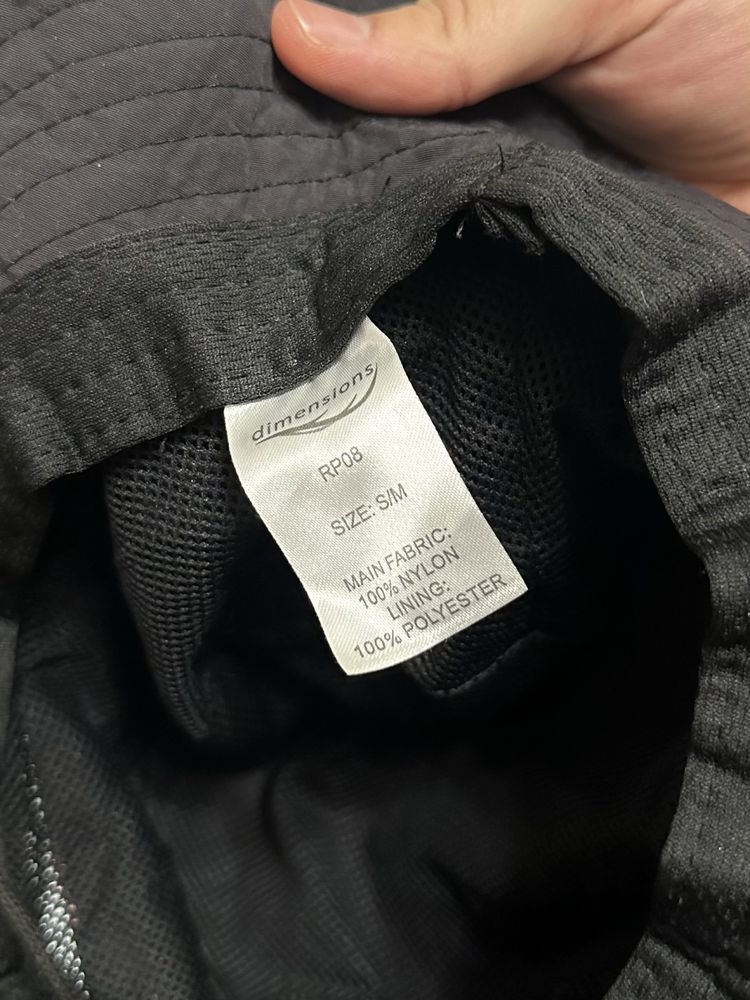 dimensions
RP08
SIZE: S/M
MAIN FABRIC:
100% NYLON
LINING:
100% POLYESTER